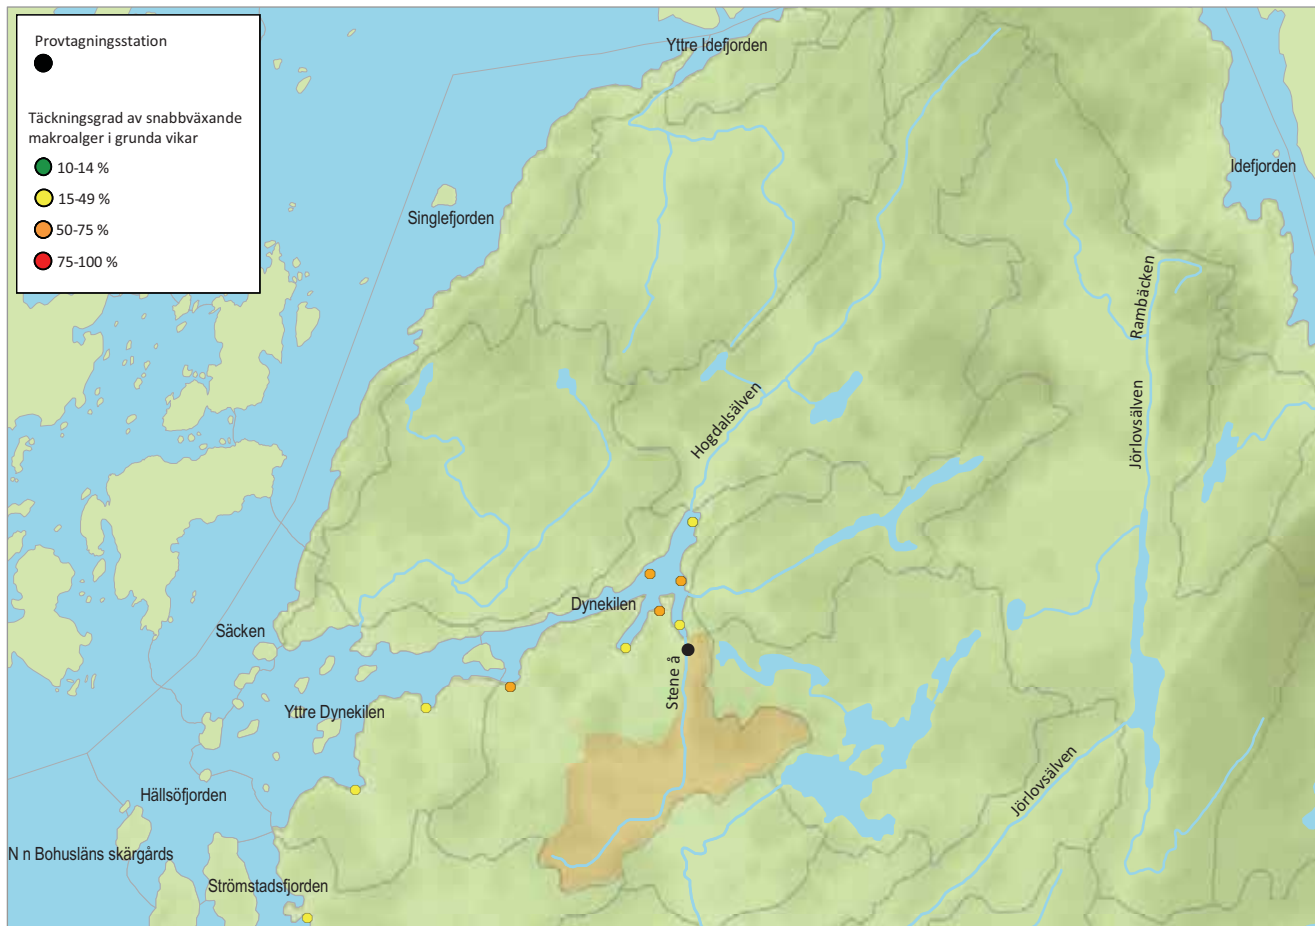 Provtagningsstation
Täckningsgrad av snabbväxande
makroalger i grunda vikar
10-14 %
15-49 %
50-75 %
75-100 %
Yttre Idefjorden
Idefjorden
Singlefjorden
Rambäcken
Jörlovsälven
Hogdalsälven
Dynekilen
Säcken
Stene å
Yttre Dynekilen
Jörlovsälven
Hällsöfjorden
N n Bohusläns skärgårds
Strömstadsfjorden